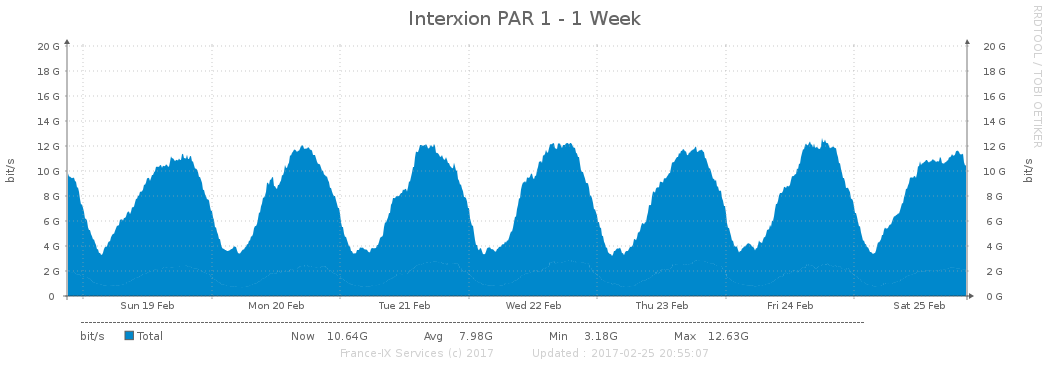 Interxion PAR 1 - 1 Week
RRDTOOL / TOBI OETIKER
bit/s
20 G 20 G
18 G 18 G
16 G 16 G
14 G 14 G
12 G 12 G
10 G 10 G
8 G 8 G
6 G 6 G
4 G 4 G
2 G 2 G
0 0 G
bit/s
Sun 19 Feb Mon 20 Feb Tue 21 Feb Wed 22 Feb Thu 23 Feb Fri 24 Feb Sat 25 Feb
bit/s Total Now 10.64G Avg 7.98G Min 3.18G Max 12.63G
France-IX Services (c) 2017 Updated : 2017-02-25 20:55:07